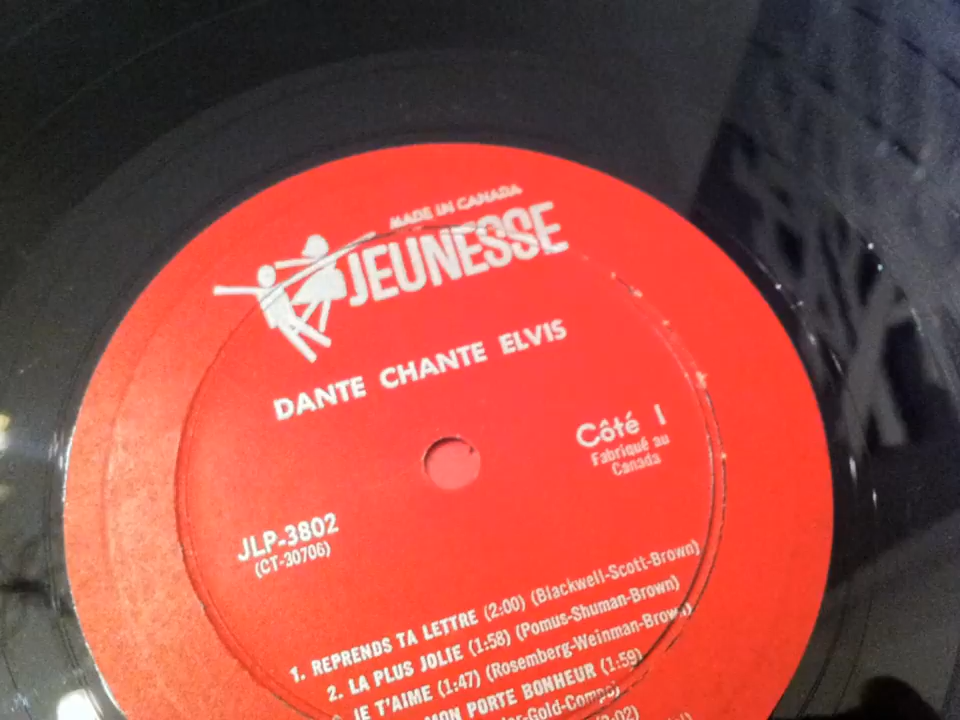 MADE IN CANADA
JEUNESSE
DANTE CHANTE ELVIS
Côté 1
Fabriqué au
Canada
JLP-3802
(CT-30706)
1. REPRENDS TA LETTRE (2:00) (Blackwell-Scott-Brown)
2. LA PLUS JOLIE (1:58) (Pomus-Shuman-Brown)
JE T'AIME (1:47) (Rosemberg-Weinman-Brown)
MON PORTE BONHEUR (1:59)
-Gold-